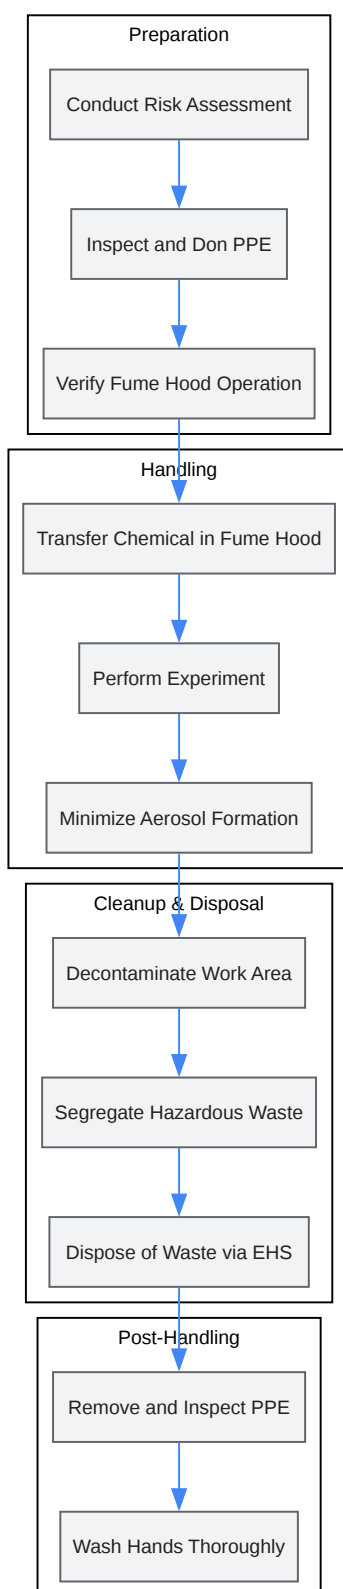 Preparation
Conduct Risk Assessment
Inspect and Don PPE
Verify Fume Hood Operation
Handling
Transfer Chemical in Fume Hood
Perform Experiment
Minimize Aerosol Formation
Cleanup & Disposal
Decontaminate Work Area
Segregate Hazardous Waste
Dispose of Waste via EHS
Post-Handling
Remove and Inspect PPE
Wash Hands Thoroughly